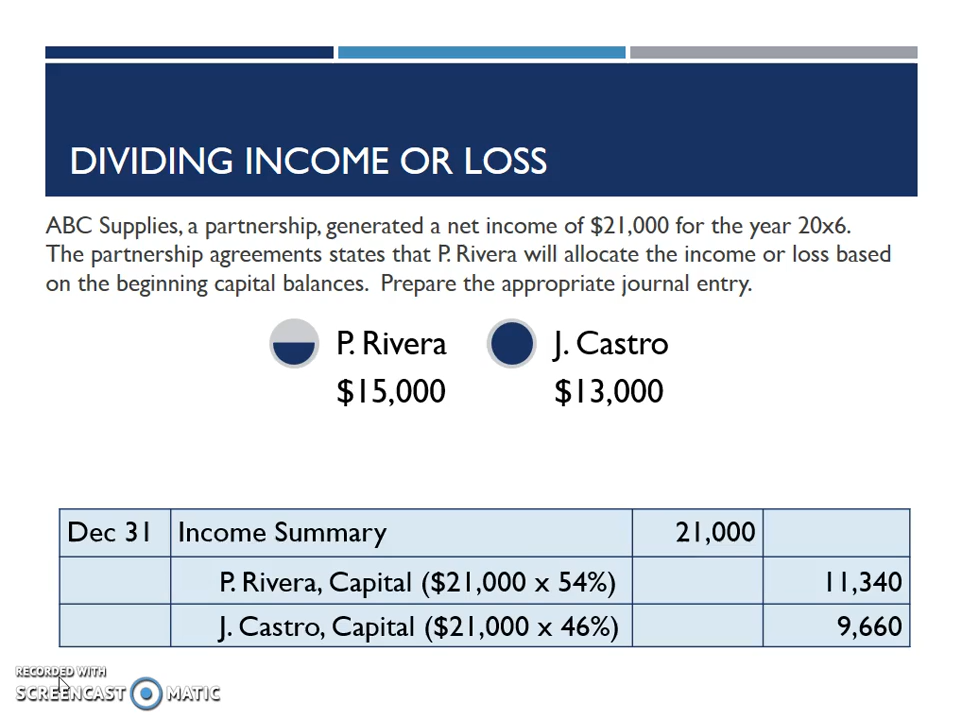 DIVIDING INCOME OR LOSS
ABC Supplies, a partnership, generated a net income of $21,000 for the year 20x6.
The partnership agreements states that P. Rivera will allocate the income or loss based
on the beginning capital balances. Prepare the appropriate journal entry.
P. Rivera J. Castro
$15,000 $13,000
Dec 31 Income Summary 21,000
P. Rivera, Capital ($21,000 x 54%) 11,340
J. Castro, Capital ($21,000 x 46%) 9,660
RECORDED WITH
SCREENCAST MATIC